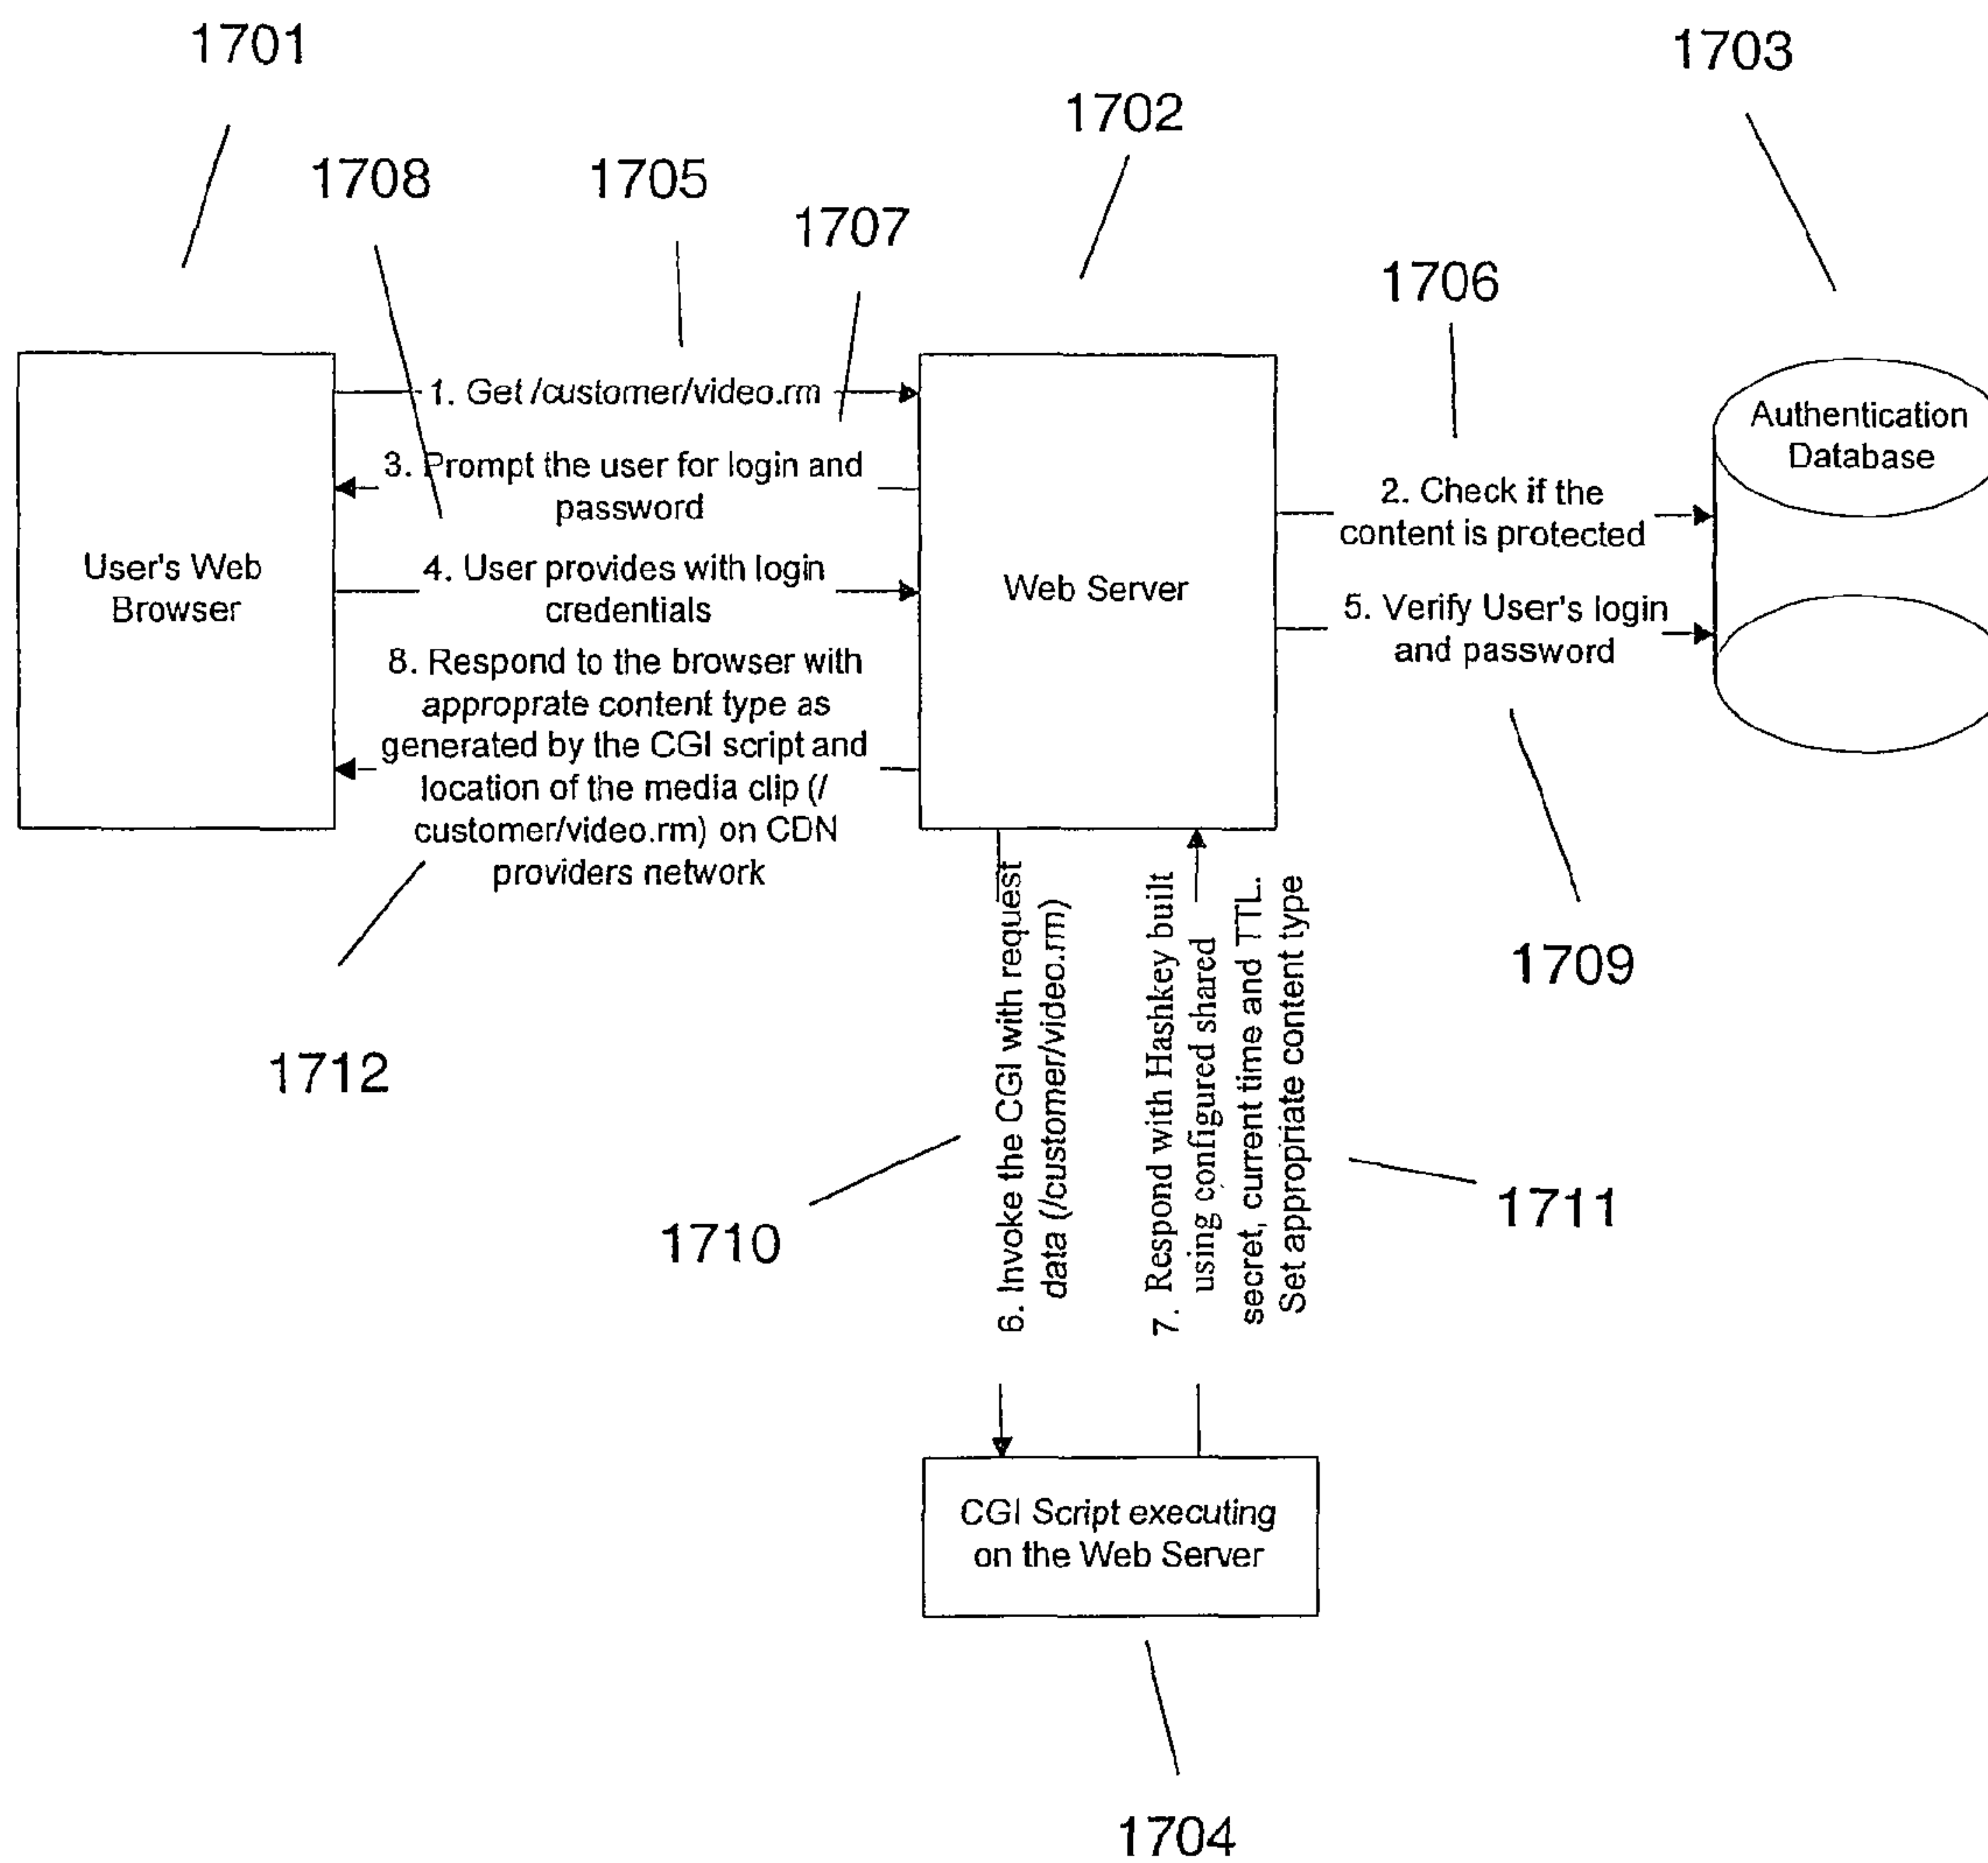 1701
1703
1702
1708
1705
1707
1706
1. Get /customer/video.rm
3. Prompt the user for login and
password
4. User provides with login
credentials
8. Respond to the browser with
approprate content type as
generated by the CGI script and
location of the media clip (/
customer/video.rm) on CDN
providers network
User's Web
Browser
Web Server
2. Check if the
content is protected
5. Verify User's login
and password
Authentication
Database
1709
1712
6. Invoke the CGI with request
data (/customer/video.rm)
7. Respond with Hashkey built
using configured shared
secret, current time and TTL.
Set appropriate content type
1710
1711
CGI Script executing
on the Web Server
1704